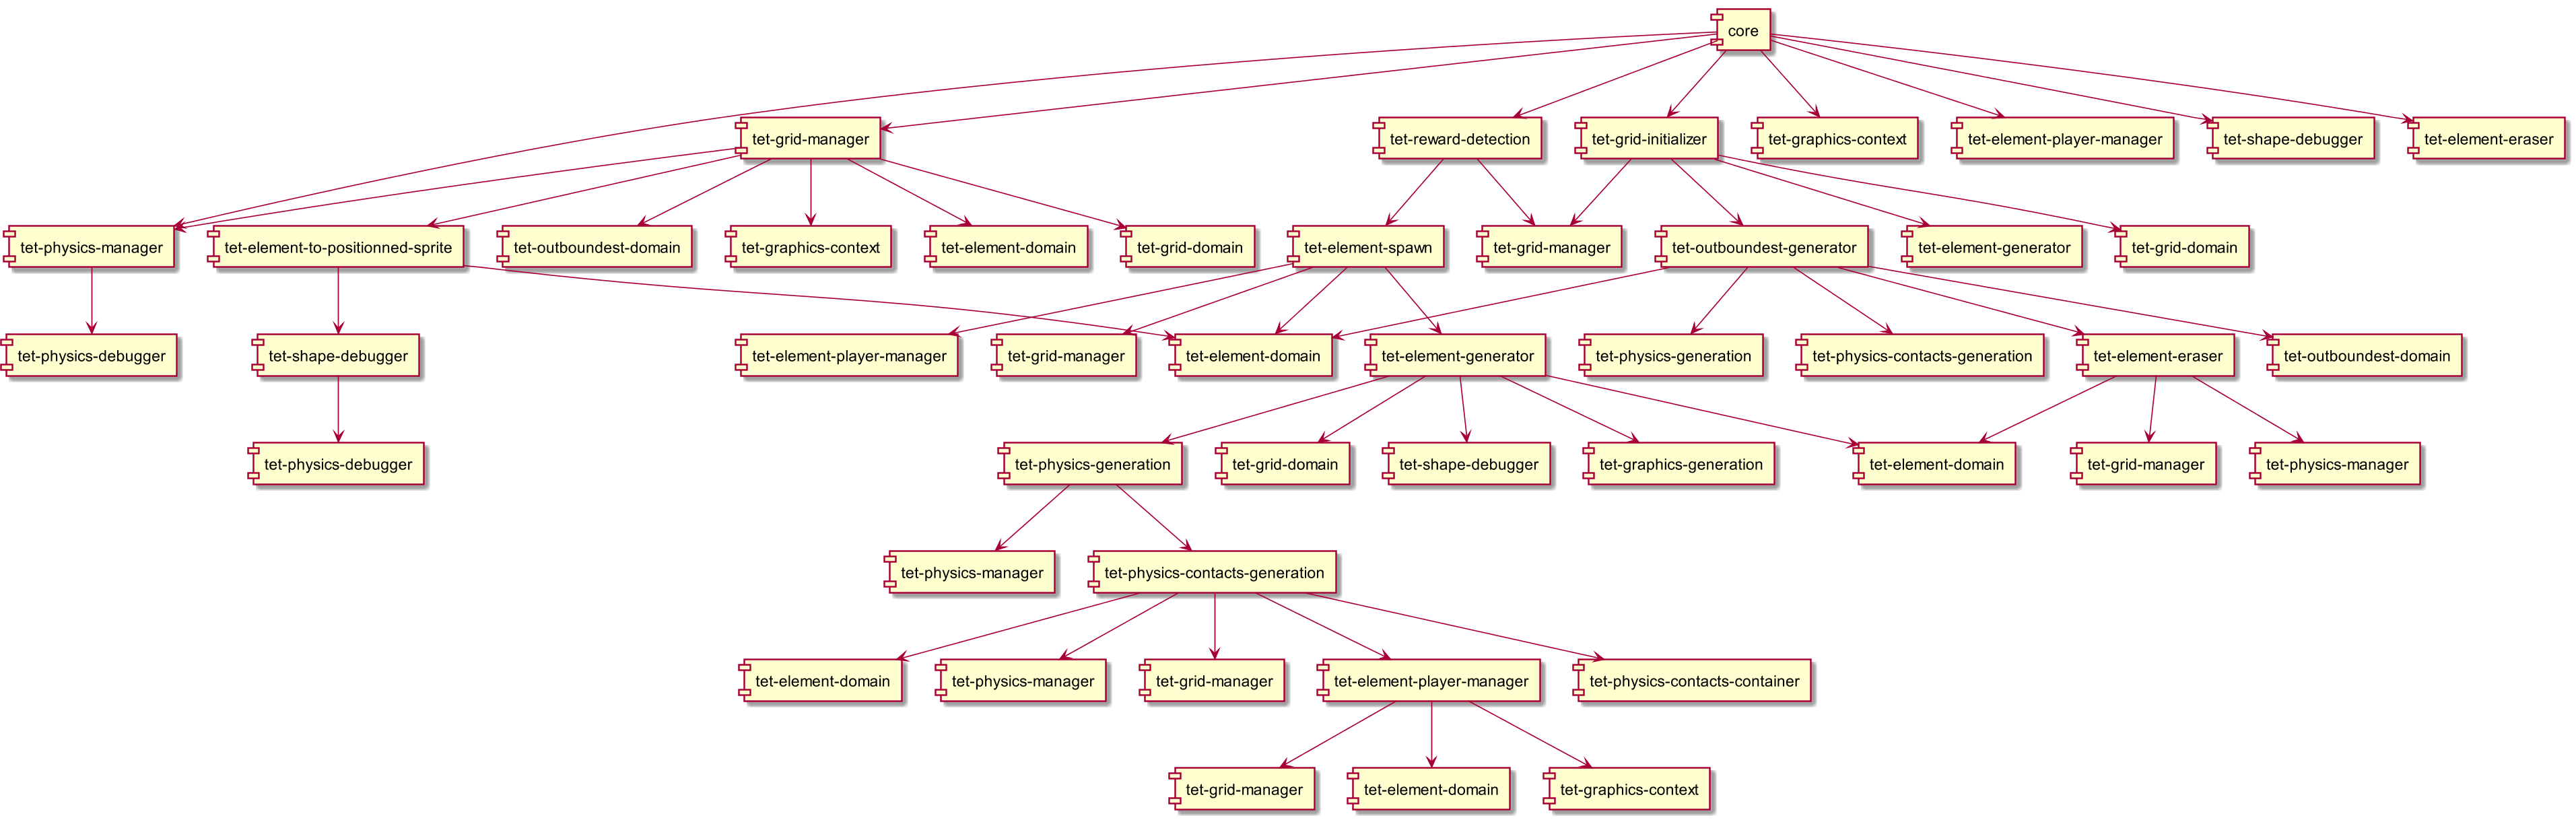 core
tet-grid-manager
tet-reward-detection
tet-grid-initializer
tet-graphics-context
tet-element-player-manager
tet-shape-debugger
tet-element-eraser
tet-physics-manager
tet-element-to-positionned-sprite
tet-outboundest-domain
tet-graphics-context
tet-element-domain
tet-grid-domain
tet-element-spawn
tet-grid-manager
tet-outboundest-generator
tet-element-generator
tet-grid-domain
tet-physics-debugger
tet-shape-debugger
tet-element-player-manager
tet-grid-manager
tet-element-domain
tet-element-generator
tet-physics-generation
tet-physics-contacts-generation
tet-element-eraser
tet-outboundest-domain
tet-physics-debugger
tet-physics-generation
tet-grid-domain
tet-shape-debugger
tet-graphics-generation
tet-element-domain
tet-grid-manager
tet-physics-manager
tet-physics-manager
tet-physics-contacts-generation
tet-element-domain
tet-physics-manager
tet-grid-manager
tet-element-player-manager
tet-physics-contacts-container
tet-grid-manager
tet-element-domain
tet-graphics-context